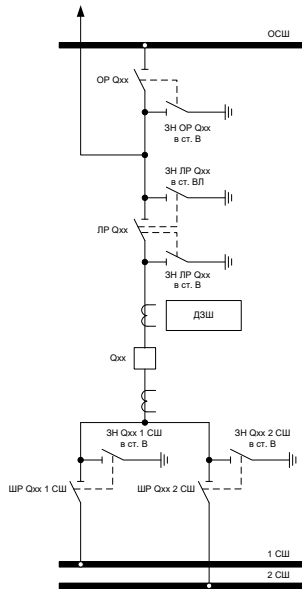 ОСШ
ОР Qxx
ЗН ОР Qxx
в ст. В
ЗН ЛР Qxx
в ст. ВЛ
ЛР Qxx
ЗН ЛР Qxx
в ст. В
ДЗШ
Qxx
ЗН Qxx 1 СШ
в ст. В
ЗН Qxx 2 СШ
в ст. В
ШР Qxx 1 СШ
ШР Qxx 2 СШ
1 СШ
2 СШ